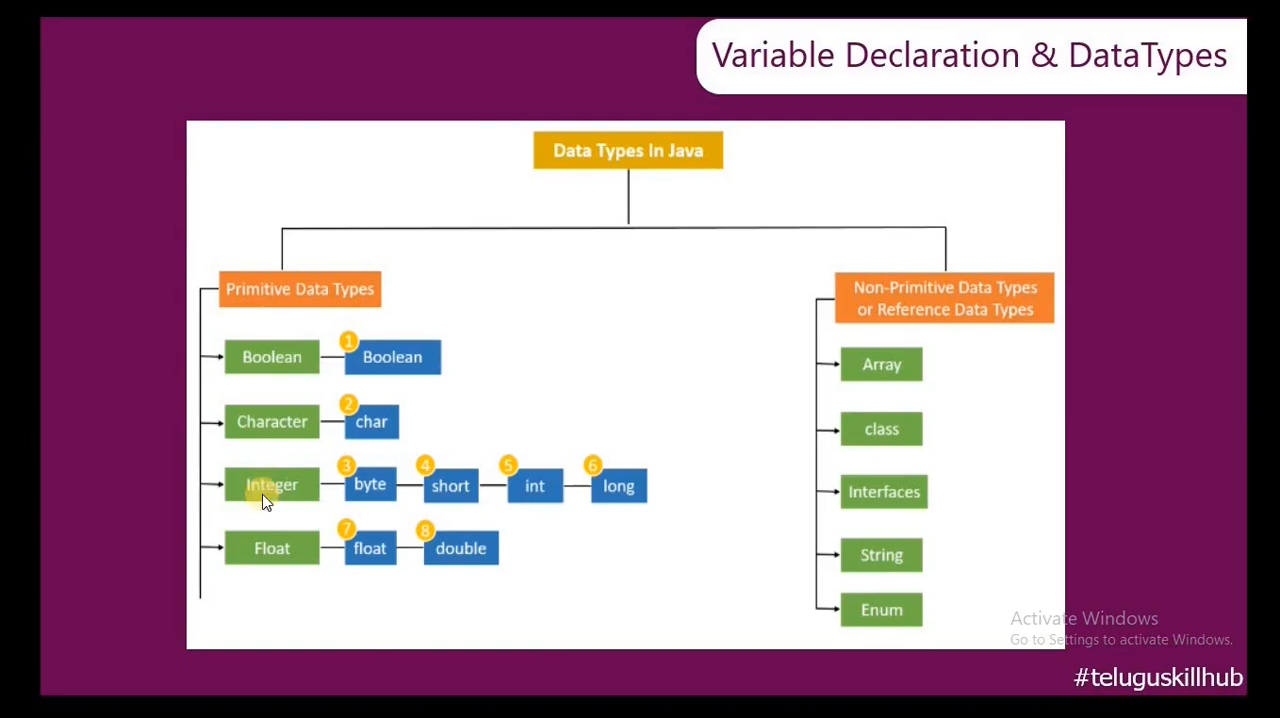 Variable Declaration & DataTypes
Data Types In Java
Primitive Data Types
Boolean
1
Boolean
Character
2
char
Integer
3
byte
4
short
5
int
6
long
Float
7
float
8
double
Non-Primitive Data Types
or Reference Data Types
Array
class
Interfaces
String
Enum
Activate Windows
Go to Settings to activate Windows.
#teluguskillhub